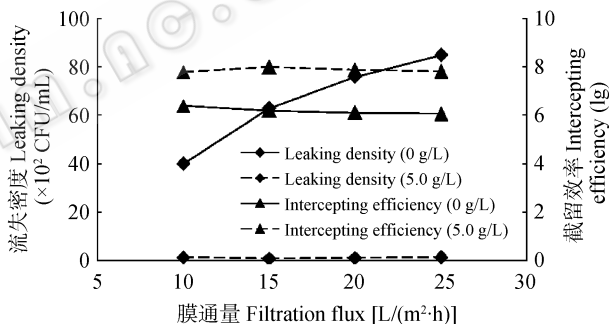 流失密度 Leaking density
(×10² CFU/mL)
100
80
60
40
20
0
5
10
15
20
25
30
10
8
6
4
2
0
截留效率 Intercepting
efficiency (lg)
Leaking density (0 g/L)
Leaking density (5.0 g/L)
Intercepting efficiency (0 g/L)
Intercepting efficiency (5.0 g/L)
膜通量 Filtration flux [L/(m²·h)]